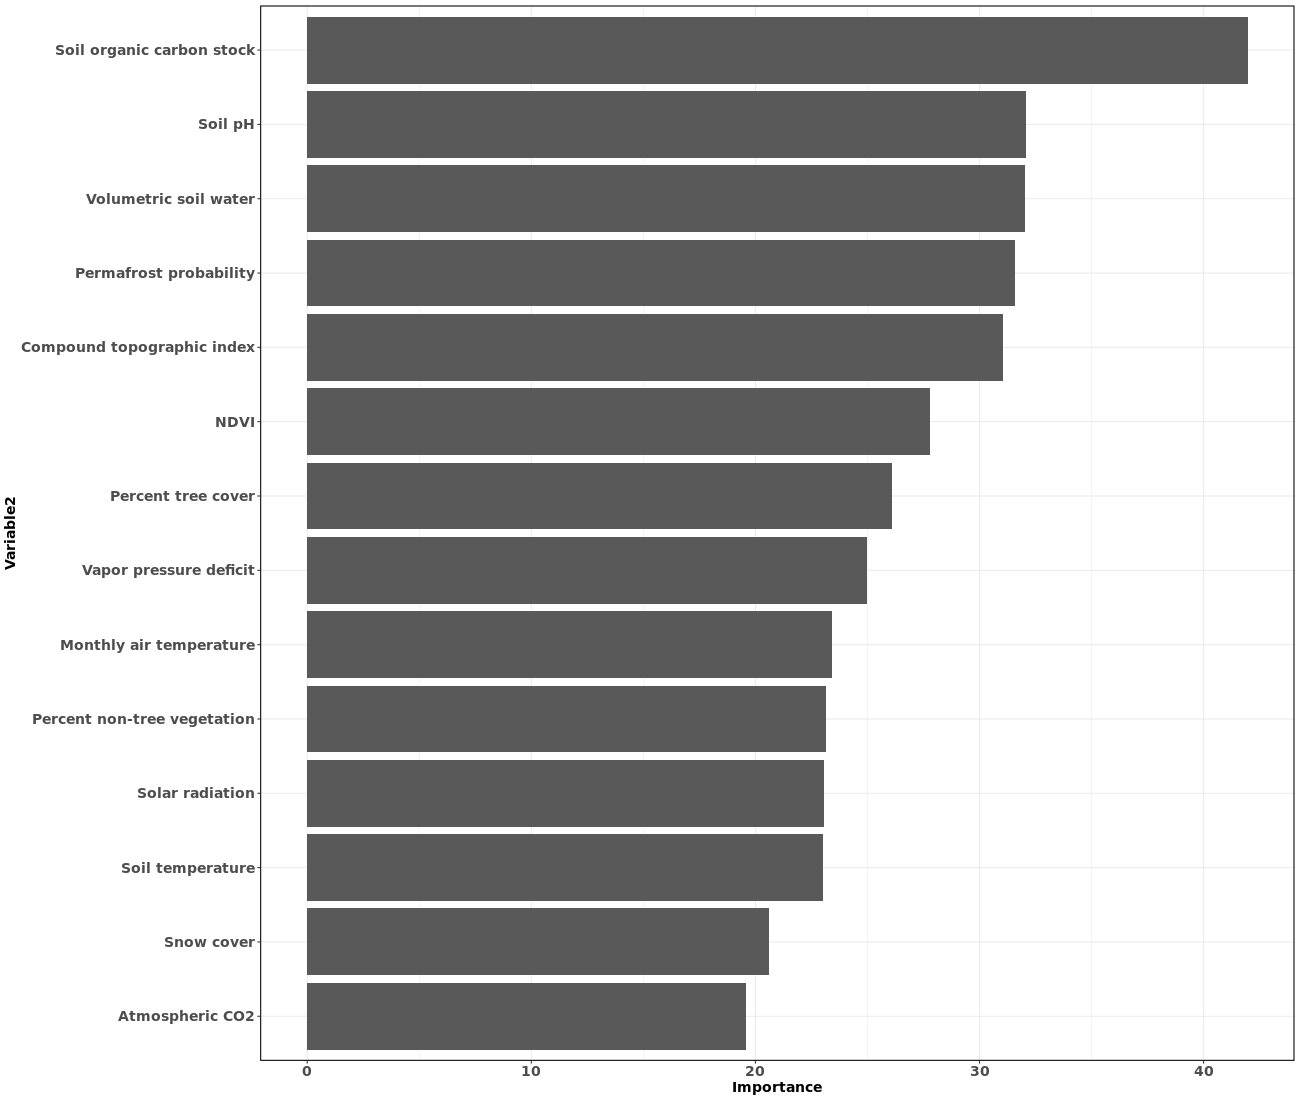 Soil organic carbon stock
Soil pH
Volumetric soil water
Permafrost probability
Compound topographic index
NDVI
Percent tree cover
Vapor pressure deficit
Monthly air temperature
Percent non-tree vegetation
Solar radiation
Soil temperature
Snow cover
Atmospheric CO2
Variable2
0 10 20 30 40
Importance